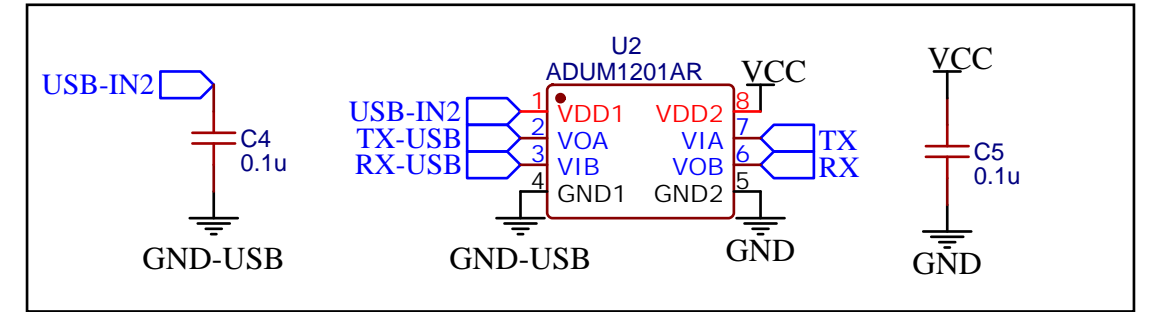 USB-IN2
C4
0.1u
GND-USB
U2
ADUM1201AR
VCC
USB-IN2
TX-USB
RX-USB
1
2
3
4
VDD1
VOA
VIB
GND1
VDD2
VIA
VOB
GND2
8
7
6
5
TX
RX
GND-USB
GND
VCC
C5
0.1u
GND